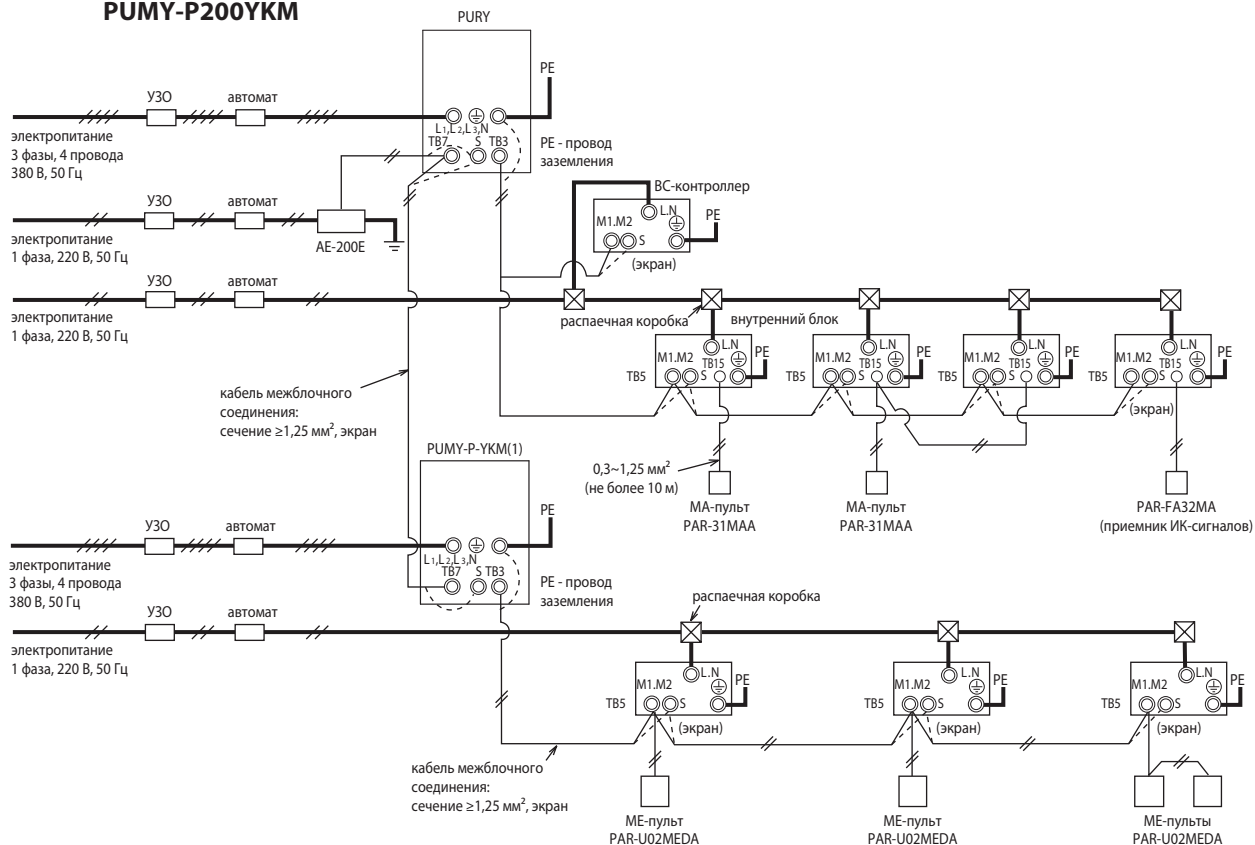 PUMY-P200YKM
PURY
PE
УЗО
автомат
L1,L2,L3,N
TB7
S
TB3
электропитание
3 фазы, 4 провода
380 В, 50 Гц
PE - провод
заземления
УЗО
автомат
AE-200E
электропитание
1 фаза, 220 В, 50 Гц
BC-контроллер
L.N
M1.M2
S
PE
(экран)
УЗО
автомат
электропитание
1 фаза, 220 В, 50 Гц
распаечная коробка
внутренний блок
L.N
M1.M2
PE
TB5
S
TB15
L.N
M1.M2
PE
TB5
S
TB15
L.N
M1.M2
PE
TB5
S
TB15
L.N
M1.M2
PE
TB5
S
TB15
(экран)
кабель межблочного
соединения:
сечение ≥1,25 мм², экран
0,3~1,25 мм²
(не более 10 м)
MA-пульт
PAR-31MAA
MA-пульт
PAR-31MAA
PAR-FA32MA
(приемник ИК-сигналов)
PUMY-P-YKM(1)
PE
УЗО
автомат
L1,L2,L3,N
TB7
S
TB3
электропитание
3 фазы, 4 провода
380 В, 50 Гц
PE - провод
заземления
распаечная коробка
УЗО
автомат
электропитание
1 фаза, 220 В, 50 Гц
L.N
M1.M2
PE
TB5
S
(экран)
L.N
M1.M2
PE
TB5
S
(экран)
L.N
M1.M2
PE
TB5
S
(экран)
кабель межблочного
соединения:
сечение ≥1,25 мм², экран
ME-пульт
PAR-U02MEDA
ME-пульт
PAR-U02MEDA
ME-пульты
PAR-U02MEDA